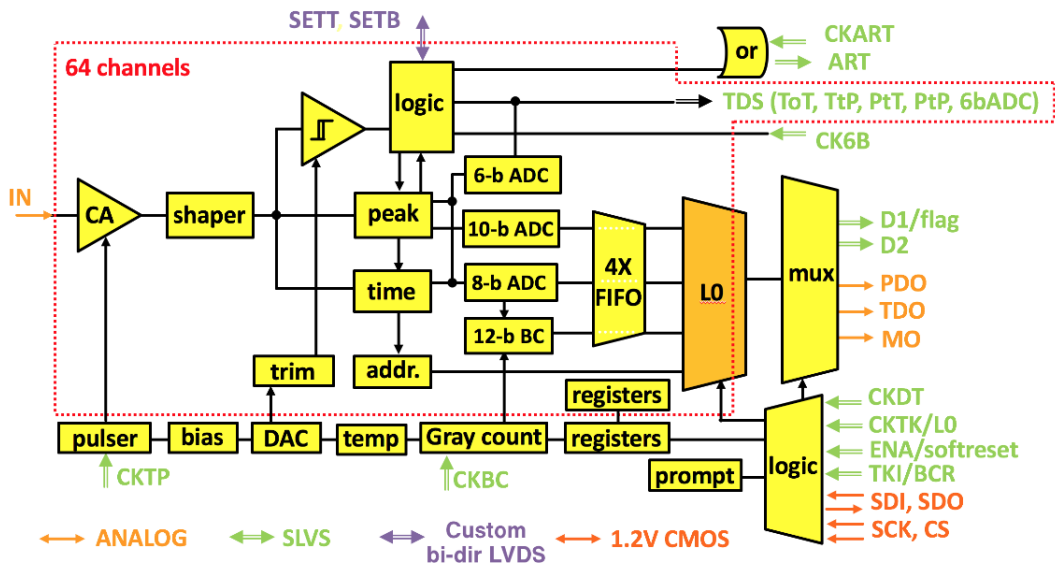 SETT, SETB
64 channels
or
CKART
ART
logic
TDS (ToT, TtP, PtT, PtP, 6bADC)
CK6B
6-b ADC
IN
CA
shaper
peak
10-b ADC
4X
FIFO
L0
mux
D1/flag
D2
time
8-b ADC
PDO
TDO
12-b BC
MO
trim
addr.
registers
CKDT
pulser
bias
DAC
temp
Gray count
registers
logic
CKTK/L0
ENA/softreset
prompt
TKI/BCR
CKTP
CKBC
SDI, SDO
SCK, CS
ANALOG
SLVS
Custom
bi-dir LVDS
1.2V CMOS